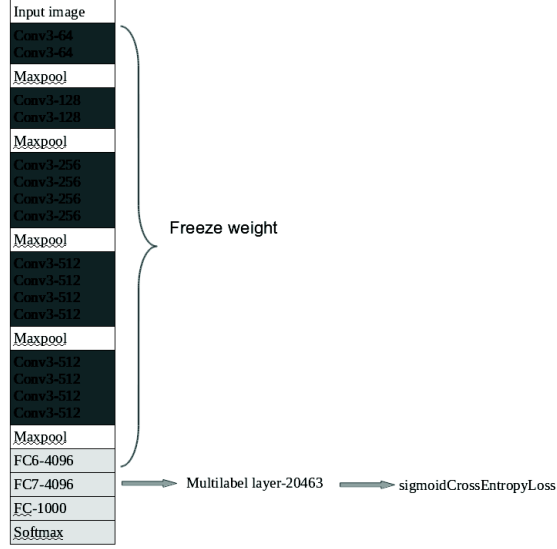 Input image
Conv3-64
Conv3-64
Maxpool
Conv3-128
Conv3-128
Maxpool
Conv3-256
Conv3-256
Conv3-256
Conv3-256
Maxpool
Conv3-512
Conv3-512
Conv3-512
Conv3-512
Maxpool
Conv3-512
Conv3-512
Conv3-512
Conv3-512
Maxpool
Freeze weight
FC6-4096
FC7-4096
Multilabel layer-20463
sigmoidCrossEntropyLoss
FC-1000
Softmax